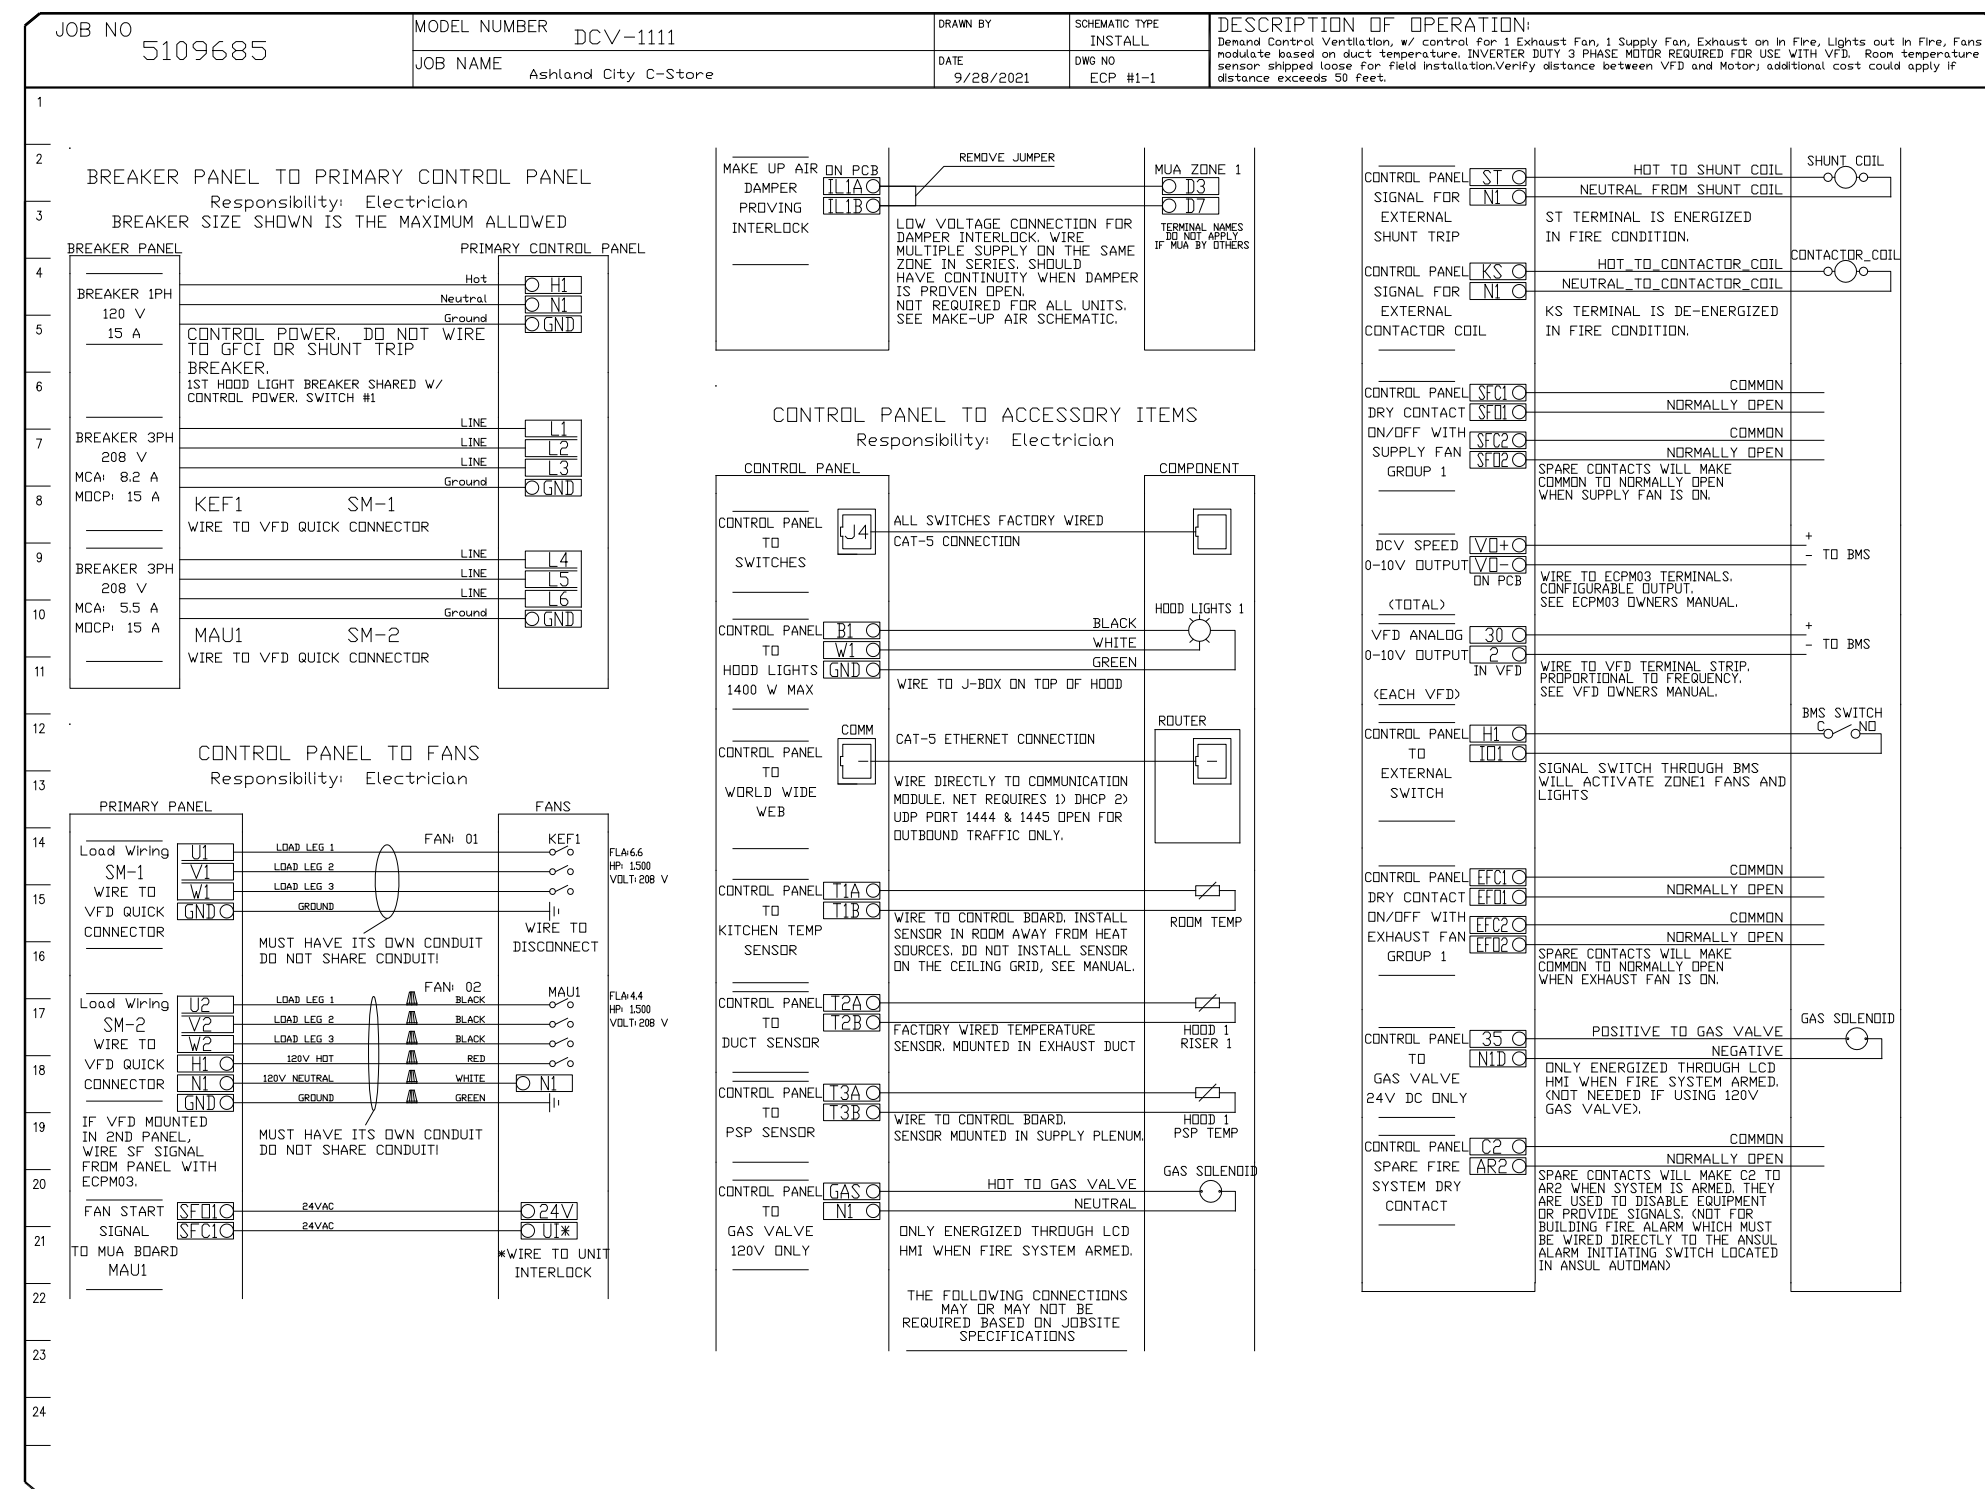 JOB NO
5109685
MODEL NUMBER
DCV-1111
JOB NAME
Ashland City C-Store
DRAWN BY
SCHEMATIC TYPE
INSTALL
DATE
9/28/2021
DWG NO
ECP #1-1
DESCRIPTION OF OPERATION:
Demand Control Ventilation, w/ control for 1 Exhaust Fan, 1 Supply Fan, Exhaust on in Fire, Lights out in Fire, Fans
modulate based on duct temperature. INVERTER DUTY 3 PHASE MOTOR REQUIRED FOR USE WITH VFD. Room temperature
sensor shipped loose for field installation.Verify distance between VFD and Motor; additional cost could apply if
distance exceeds 50 feet.
1
2
3
4
5
6
7
8
9
10
11
12
13
14
15
16
17
18
19
20
21
22
23
24
BREAKER PANEL TO PRIMARY CONTROL PANEL
Responsibility: Electrician
BREAKER SIZE SHOWN IS THE MAXIMUM ALLOWED
BREAKER PANEL
PRIMARY CONTROL PANEL
BREAKER 1PH
120 V
15 A
Hot
H1
Neutral
N1
Ground
GND
CONTROL POWER. DO NOT WIRE
TO GFCI OR SHUNT TRIP
BREAKER.
1ST HOOD LIGHT BREAKER SHARED W/
CONTROL POWER. SWITCH #1
BREAKER 3PH
208 V
MCA: 8.2 A
MOCP: 15 A
LINE
L1
LINE
L2
LINE
L3
Ground
GND
KEF1 SM-1
WIRE TO VFD QUICK CONNECTOR
BREAKER 3PH
208 V
MCA: 5.5 A
MOCP: 15 A
LINE
L4
LINE
L5
LINE
L6
Ground
GND
MAU1 SM-2
WIRE TO VFD QUICK CONNECTOR
CONTROL PANEL TO FANS
Responsibility: Electrician
PRIMARY PANEL
FANS
Load Wiring
SM-1
WIRE TO
VFD QUICK
CONNECTOR
U1
V1
W1
GND
LOAD LEG 1
LOAD LEG 2
LOAD LEG 3
GROUND
FAN: 01
KEF1
FLA:6.6
HP: 1.500
VOLT: 208 V
WIRE TO
DISCONNECT
MUST HAVE ITS OWN CONDUIT
DO NOT SHARE CONDUIT!
Load Wiring
SM-2
WIRE TO
VFD QUICK
CONNECTOR
U2
V2
W2
H1
N1
GND
LOAD LEG 1
LOAD LEG 2
LOAD LEG 3
120V HOT
120V NEUTRAL
GROUND
FAN: 02
BLACK
BLACK
BLACK
RED
WHITE
GREEN
MAU1
N1
FLA:4.4
HP: 1.500
VOLT: 208 V
IF VFD MOUNTED
IN 2ND PANEL,
WIRE SF SIGNAL
FROM PANEL WITH
ECPM03.
MUST HAVE ITS OWN CONDUIT
DO NOT SHARE CONDUIT!
FAN START
SIGNAL
TO MUA BOARD
MAU1
SFO1
SFC1
24VAC
24VAC
24V
UI*
*WIRE TO UNIT
INTERLOCK
MAKE UP AIR
DAMPER
PROVING
INTERLOCK
ON PCB
IL1A
IL1B
REMOVE JUMPER
MUA ZONE 1
D3
D7
TERMINAL NAMES
DO NOT APPLY
IF MUA BY OTHERS
LOW VOLTAGE CONNECTION FOR
DAMPER INTERLOCK. WIRE
MULTIPLE SUPPLY ON THE SAME
ZONE IN SERIES. SHOULD
HAVE CONTINUITY WHEN DAMPER
IS PROVEN OPEN.
NOT REQUIRED FOR ALL UNITS.
SEE MAKE-UP AIR SCHEMATIC.
CONTROL PANEL TO ACCESSORY ITEMS
Responsibility: Electrician
CONTROL PANEL
COMPONENT
CONTROL PANEL
TO
SWITCHES
J4
ALL SWITCHES FACTORY WIRED
CAT-5 CONNECTION
CONTROL PANEL
TO
HOOD LIGHTS
1400 W MAX
B1
W1
GND
BLACK
WHITE
GREEN
HOOD LIGHTS 1
WIRE TO J-BOX ON TOP OF HOOD
CONTROL PANEL
TO
WORLD WIDE
WEB
COMM
CAT-5 ETHERNET CONNECTION
ROUTER
WIRE DIRECTLY TO COMMUNICATION
MODULE. NET REQUIRES 1) DHCP 2)
UDP PORT 1444 & 1445 OPEN FOR
OUTBOUND TRAFFIC ONLY.
CONTROL PANEL
TO
KITCHEN TEMP
SENSOR
T1A
T1B
ROOM TEMP
WIRE TO CONTROL BOARD. INSTALL
SENSOR IN ROOM AWAY FROM HEAT
SOURCES. DO NOT INSTALL SENSOR
ON THE CEILING GRID, SEE MANUAL.
CONTROL PANEL
TO
DUCT SENSOR
T2A
T2B
FACTORY WIRED TEMPERATURE
SENSOR. MOUNTED IN EXHAUST DUCT
HOOD 1
RISER 1
CONTROL PANEL
TO
PSP SENSOR
T3A
T3B
WIRE TO CONTROL BOARD.
SENSOR MOUNTED IN SUPPLY PLENUM.
HOOD 1
PSP TEMP
CONTROL PANEL
TO
GAS VALVE
120V ONLY
GAS
N1
HOT TO GAS VALVE
NEUTRAL
GAS SOLENOID
ONLY ENERGIZED THROUGH LCD
HMI WHEN FIRE SYSTEM ARMED.
THE FOLLOWING CONNECTIONS
MAY OR MAY NOT BE
REQUIRED BASED ON JOBSITE
SPECIFICATIONS
CONTROL PANEL
SIGNAL FOR
EXTERNAL
SHUNT TRIP
ST
N1
HOT TO SHUNT COIL
NEUTRAL FROM SHUNT COIL
SHUNT COIL
ST TERMINAL IS ENERGIZED
IN FIRE CONDITION.
CONTROL PANEL
SIGNAL FOR
EXTERNAL
CONTACTOR COIL
KS
N1
HOT_TO_CONTACTOR_COIL
NEUTRAL_TO_CONTACTOR_COIL
CONTACTOR_COIL
KS TERMINAL IS DE-ENERGIZED
IN FIRE CONDITION.
CONTROL PANEL
DRY CONTACT
ON/OFF WITH
SUPPLY FAN
GROUP 1
SFC1
SFO1
SFC2
SFO2
COMMON
NORMALLY OPEN
COMMON
NORMALLY OPEN
SPARE CONTACTS WILL MAKE
COMMON TO NORMALLY OPEN
WHEN SUPPLY FAN IS ON.
DCV SPEED
0-10V OUTPUT
(TOTAL)
VO+
VO-
ON PCB
+
- TO BMS
WIRE TO ECPM03 TERMINALS.
CONFIGURABLE OUTPUT.
SEE ECPM03 OWNERS MANUAL.
VFD ANALOG
0-10V OUTPUT
(EACH VFD)
30
2
IN VFD
+
- TO BMS
WIRE TO VFD TERMINAL STRIP.
PROPORTIONAL TO FREQUENCY.
SEE VFD OWNERS MANUAL.
CONTROL PANEL
TO
EXTERNAL
SWITCH
H1
IO1
BMS SWITCH
C NO
SIGNAL SWITCH THROUGH BMS
WILL ACTIVATE ZONE1 FANS AND
LIGHTS
CONTROL PANEL
DRY CONTACT
ON/OFF WITH
EXHAUST FAN
GROUP 1
EFC1
EFO1
EFC2
EFO2
COMMON
NORMALLY OPEN
COMMON
NORMALLY OPEN
SPARE CONTACTS WILL MAKE
COMMON TO NORMALLY OPEN
WHEN EXHAUST FAN IS ON.
CONTROL PANEL
TO
GAS VALVE
24V DC ONLY
35
N1D
POSITIVE TO GAS VALVE
NEGATIVE
GAS SOLENOID
ONLY ENERGIZED THROUGH LCD
HMI WHEN FIRE SYSTEM ARMED.
(NOT NEEDED IF USING 120V
GAS VALVE).
CONTROL PANEL
SPARE FIRE
SYSTEM DRY
CONTACT
C2
AR2
COMMON
NORMALLY OPEN
SPARE CONTACTS WILL MAKE C2 TO
AR2 WHEN SYSTEM IS ARMED. THEY
ARE USED TO DISABLE EQUIPMENT
OR PROVIDE SIGNALS. (NOT FOR
BUILDING FIRE ALARM WHICH MUST
BE WIRED DIRECTLY TO THE ANSUL
ALARM INITIATING SWITCH LOCATED
IN ANSUL AUTOMAN)